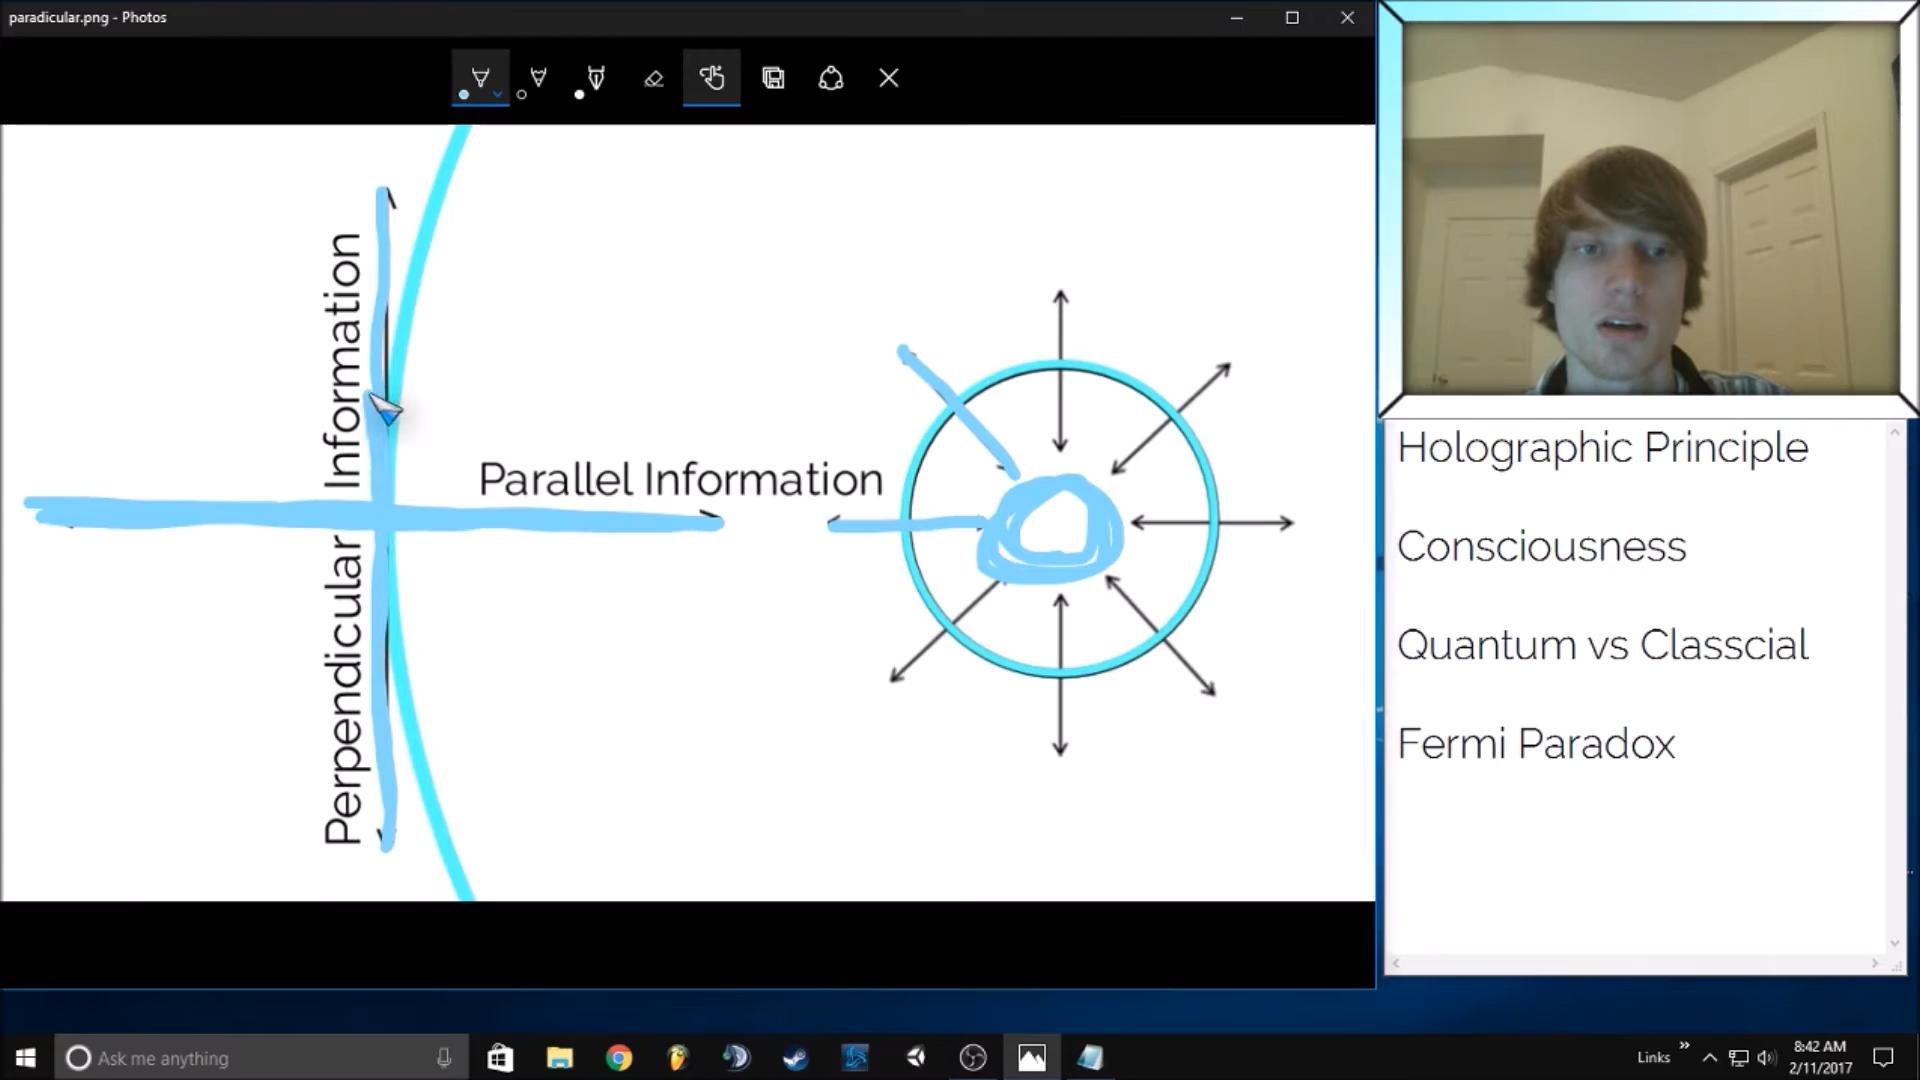 paradicular.png - Photos
Perpendicular Information
Parallel Information
Holographic Principle
Consciousness
Quantum vs Classcial
Fermi Paradox
Ask me anything
Links
8:42 AM
2/11/2017